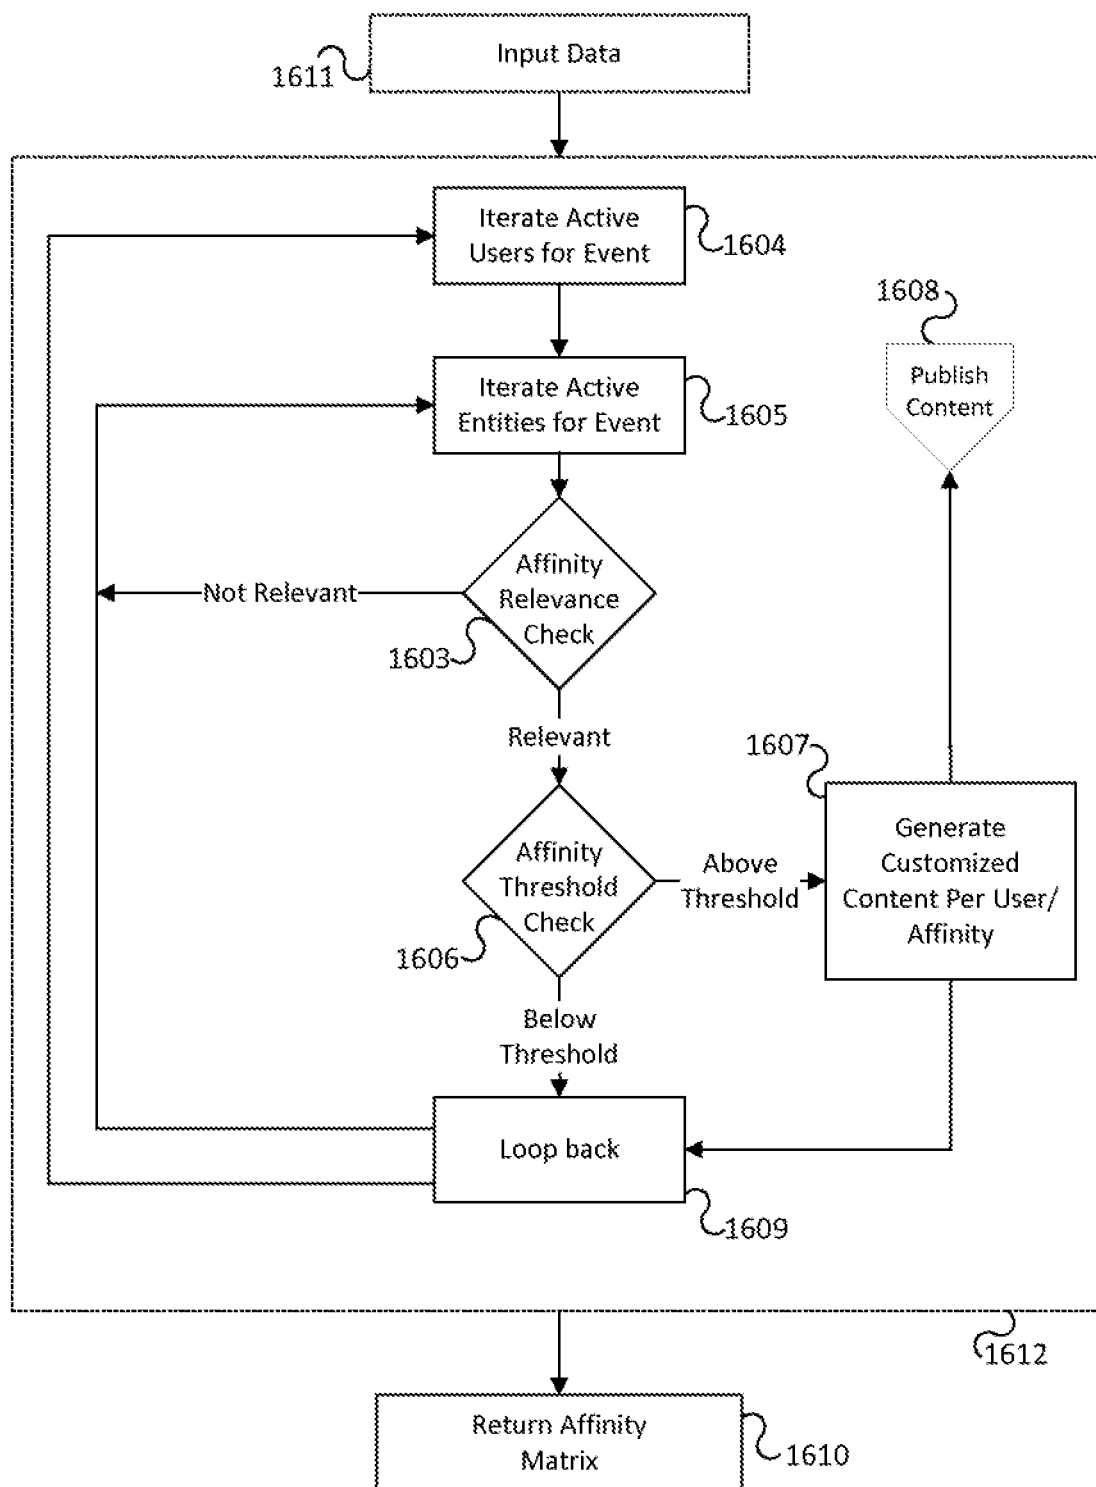 Input Data
1611
Iterate Active
Users for Event
1604
1608
Publish
Content
Iterate Active
Entities for Event
1605
Affinity
Relevance
Check
Not Relevant
1603
Relevant
1607
Generate
Customized
Content Per User/
Affinity
Affinity
Threshold
Check
Above
Threshold
1606
Below
Threshold
Loop back
1609
1612
Return Affinity
Matrix
1610